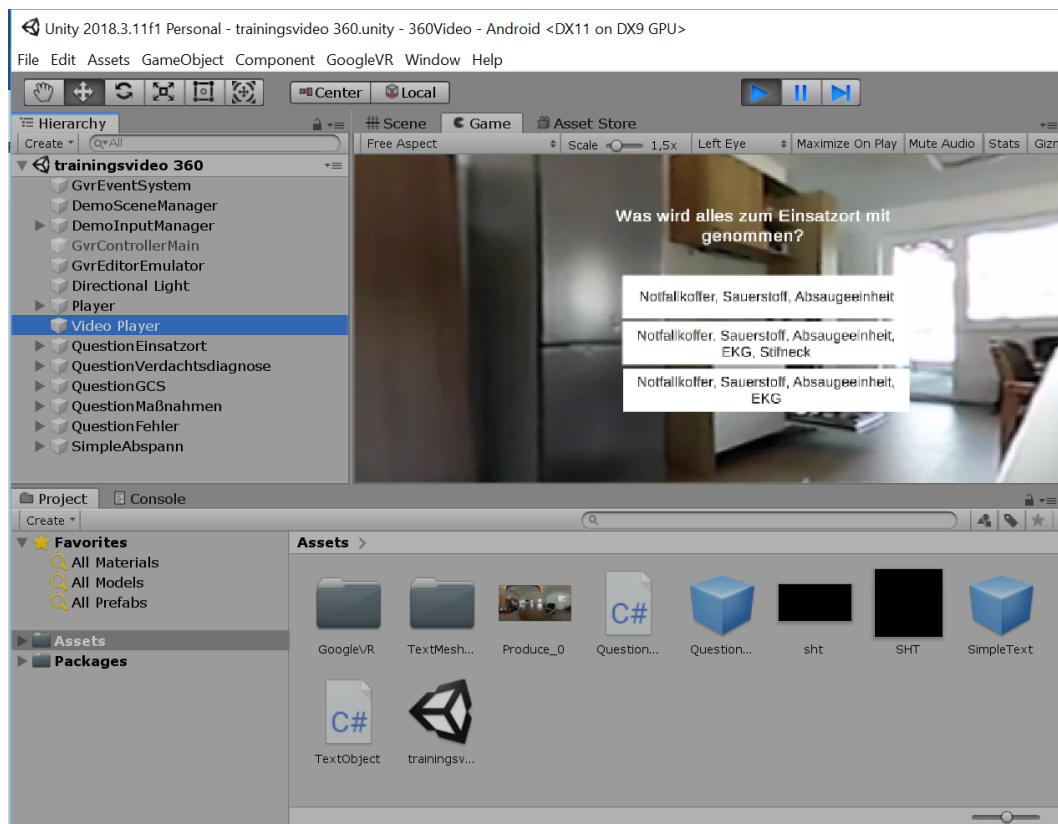 Unity 2018.3.11f1 Personal - trainingsvideo 360.unity - 360Video - Android <DX11 on DX9 GPU>
File Edit Assets GameObject Component GoogleVR Window Help
Center Local
Hierarchy
Create All
trainingsvideo 360
GvrEventSystem
DemoSceneManager
DemoInputManager
GvrControllerMain
GvrEditorEmulator
Directional Light
Player
Video Player
QuestionEinsatzort
QuestionVerdachtsdiagnose
QuestionGCS
QuestionMaßnahmen
QuestionFehler
SimpleAbspann
Scene Game Asset Store
Free Aspect Scale 1,5x Left Eye Maximize On Play Mute Audio Stats Gizn
Was wird alles zum Einsatzort mit
genommen?
Notfallkoffer, Sauerstoff, Absaugeeinheit
Notfallkoffer, Sauerstoff, Absaugeeinheit,
EKG, Stifneck
Notfallkoffer, Sauerstoff, Absaugeeinheit,
EKG
Project Console
Create
Favorites
All Materials
All Models
All Prefabs
Assets
Packages
Assets >
GoogleVR TextMesh... Produce_0 Question... Question... sht SHT SimpleText
C#
TextObject trainingsv...
C#